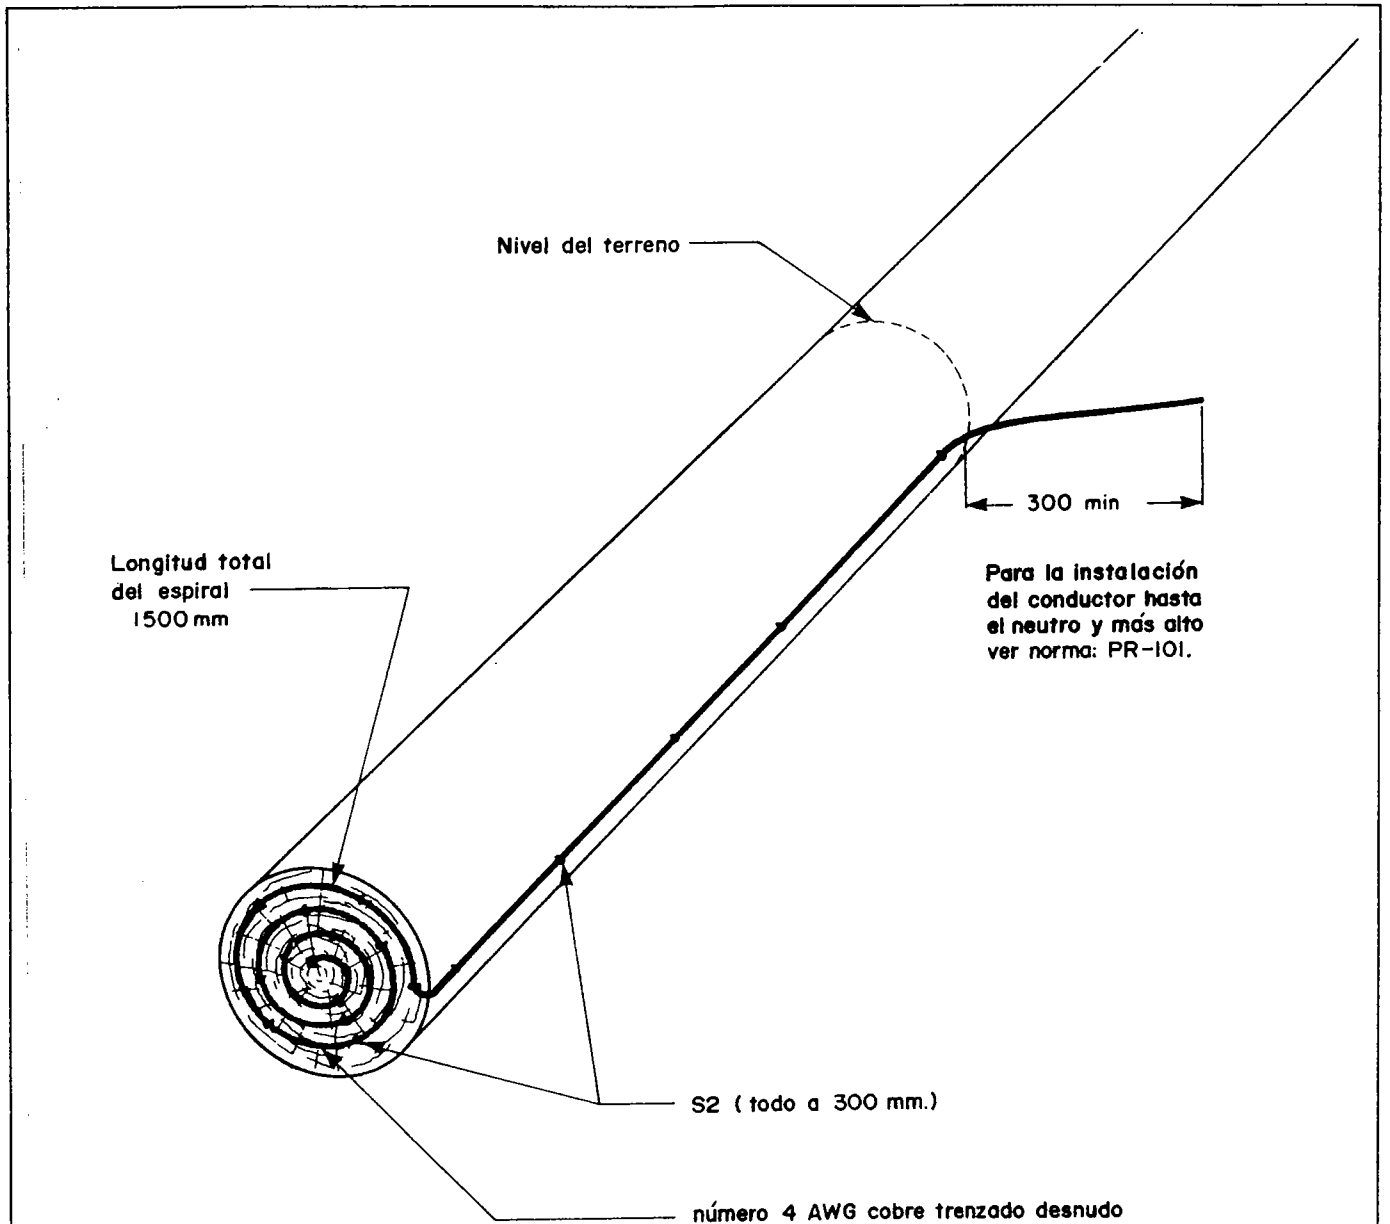 Nivel del terreno
300 min
Longitud total
del espiral
1500 mm
Para la instalación
del conductor hasta
el neutro y más alto
ver norma: PR-101.
S2 ( todo a 300 mm.)
número 4 AWG cobre trenzado desnudo